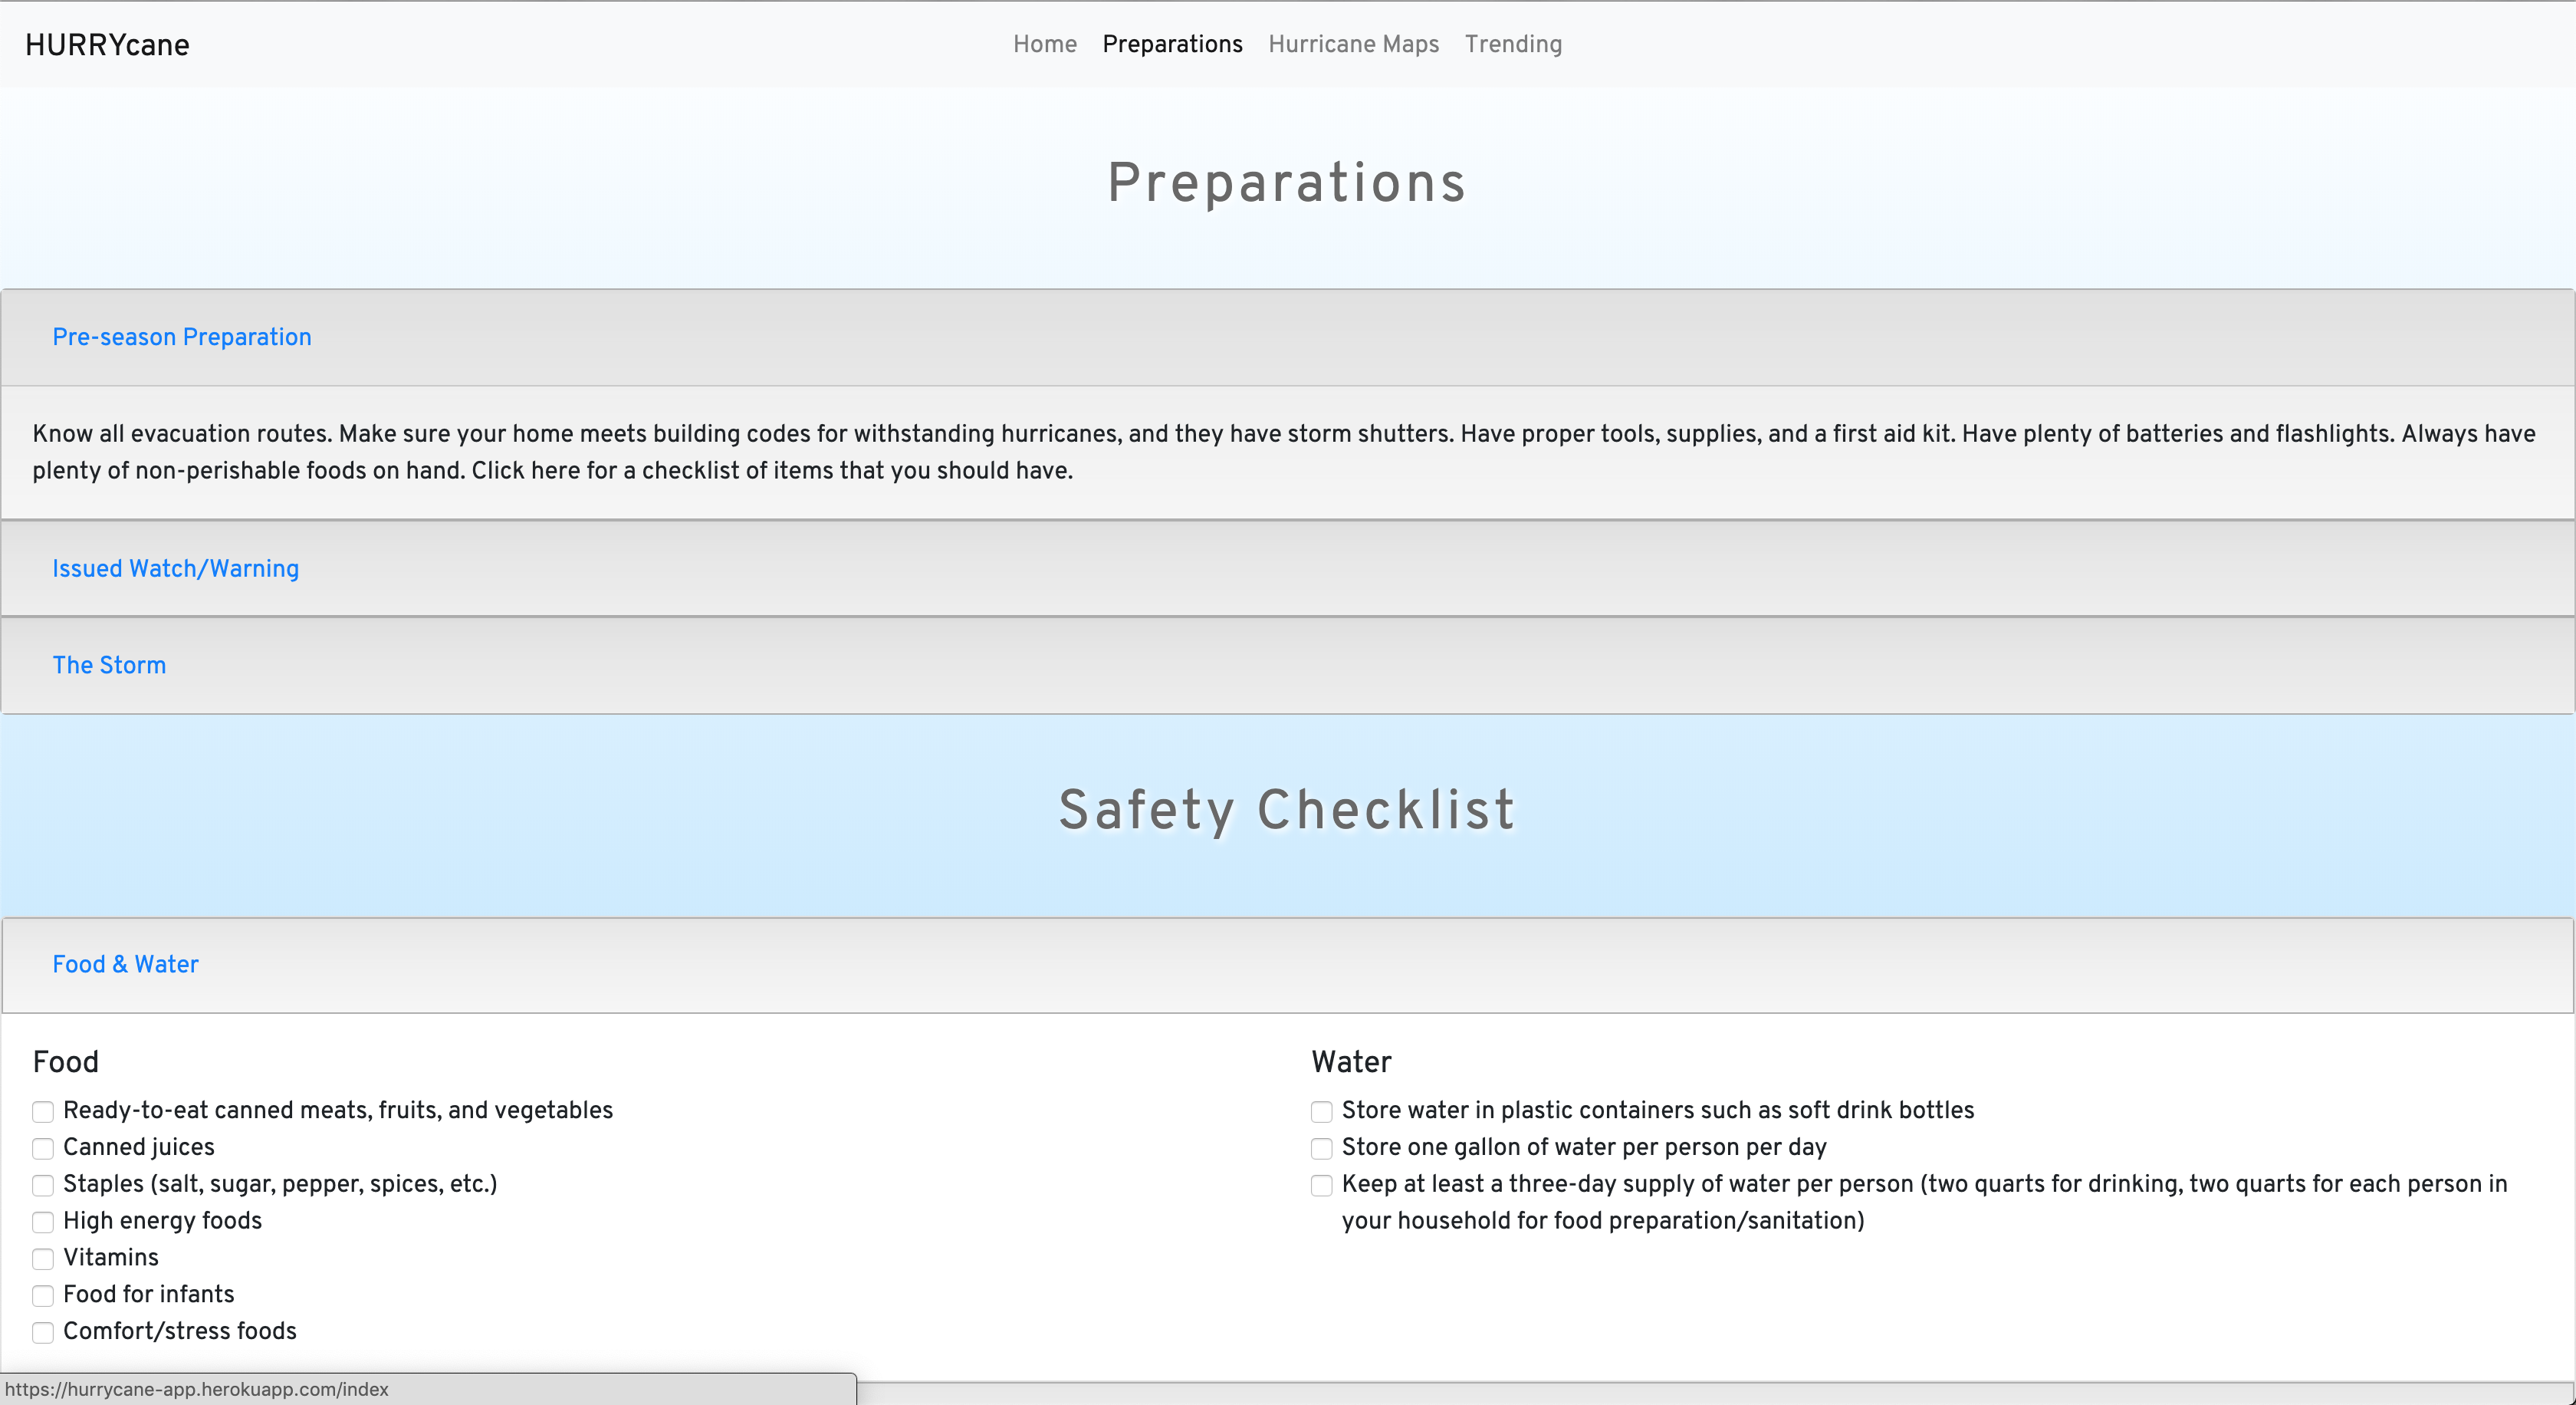 HURRYcane
Home Preparations Hurricane Maps Trending
Preparations
Pre-season Preparation
Know all evacuation routes. Make sure your home meets building codes for withstanding hurricanes, and they have storm shutters. Have proper tools, supplies, and a first aid kit. Have plenty of batteries and flashlights. Always have
plenty of non-perishable foods on hand. Click here for a checklist of items that you should have.
Issued Watch/Warning
The Storm
Safety Checklist
Food & Water
Food
Ready-to-eat canned meats, fruits, and vegetables
Canned juices
Staples (salt, sugar, pepper, spices, etc.)
High energy foods
Vitamins
Food for infants
Comfort/stress foods
Water
Store water in plastic containers such as soft drink bottles
Store one gallon of water per person per day
Keep at least a three-day supply of water per person (two quarts for drinking, two quarts for each person in
your household for food preparation/sanitation)
https://hurrycane-app.herokuapp.com/index